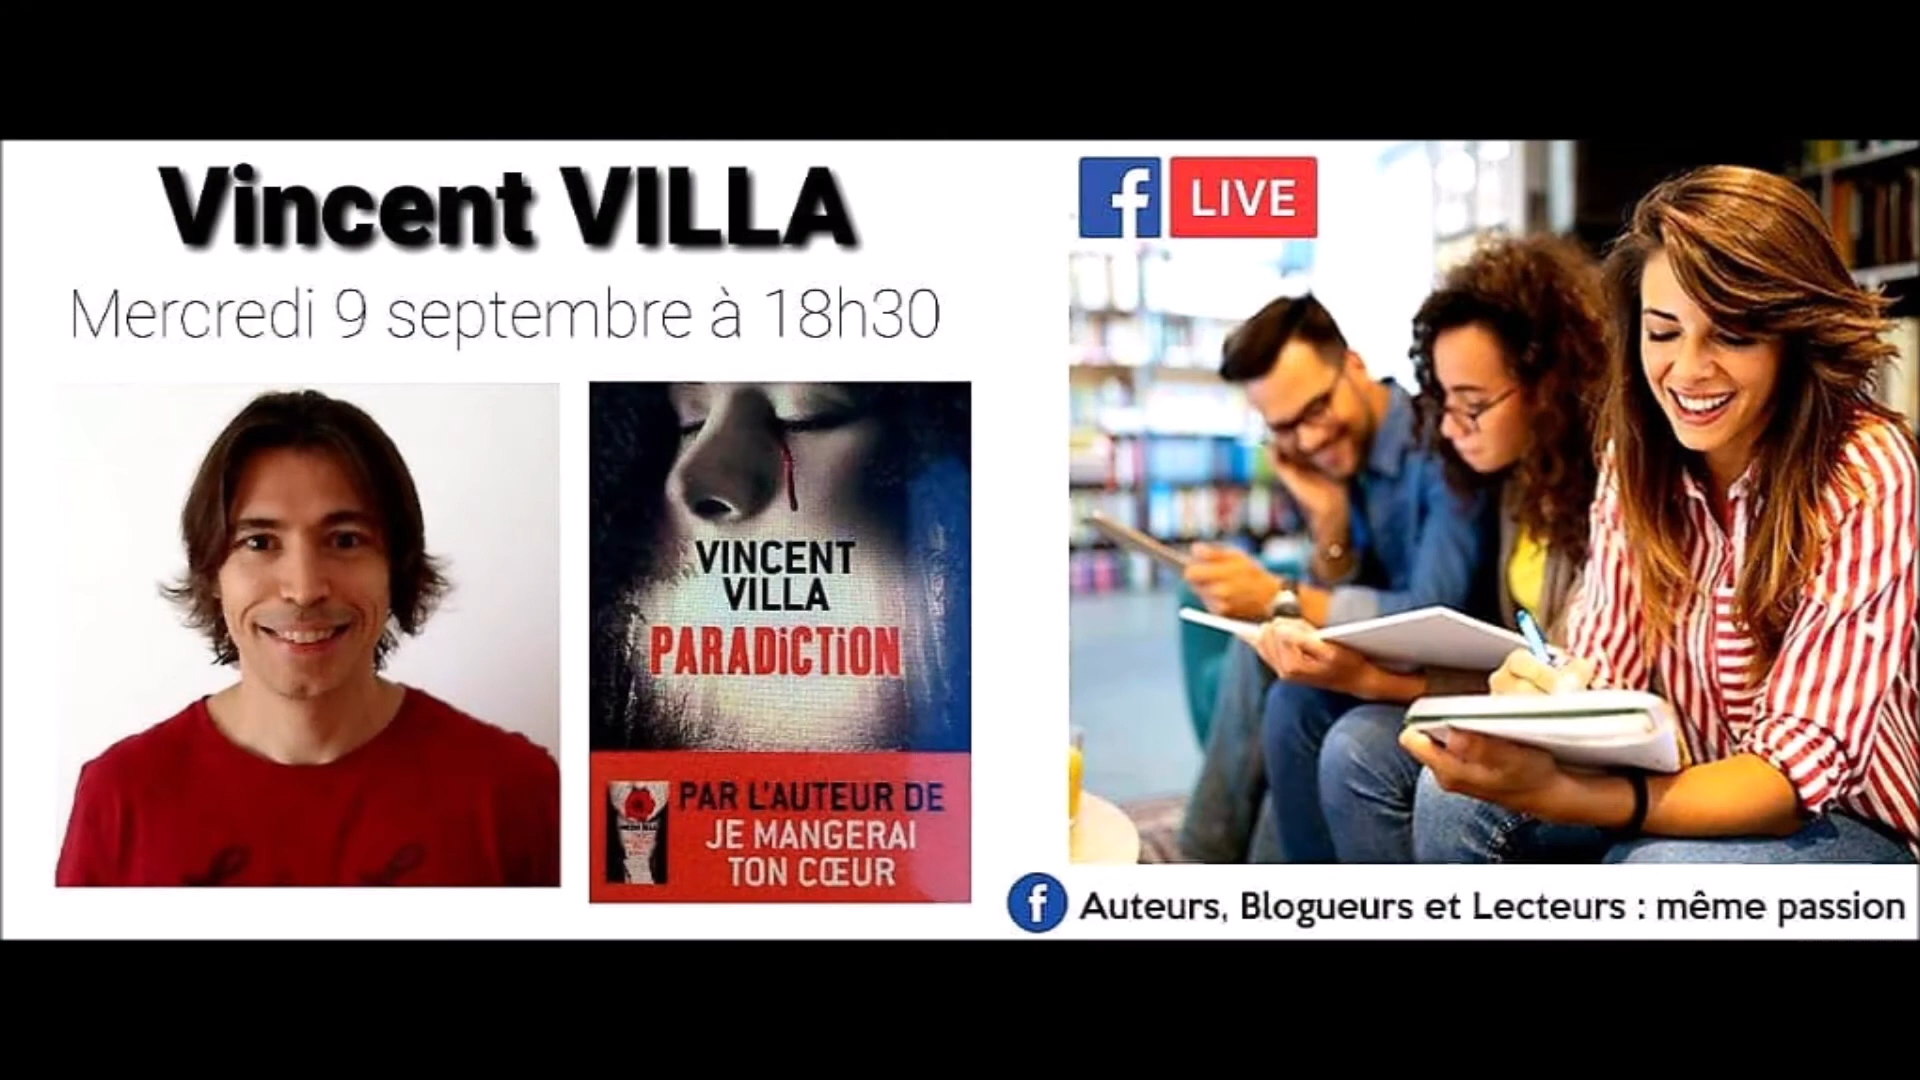 Vincent VILLA
Mercredi 9 septembre à 18h30
f LIVE
VINCENT
VILLA
PARADiCTiON
PAR L'AUTEUR DE
JE MANGERAI
TON CŒUR
f Auteurs, Blogueurs et Lecteurs : même passion